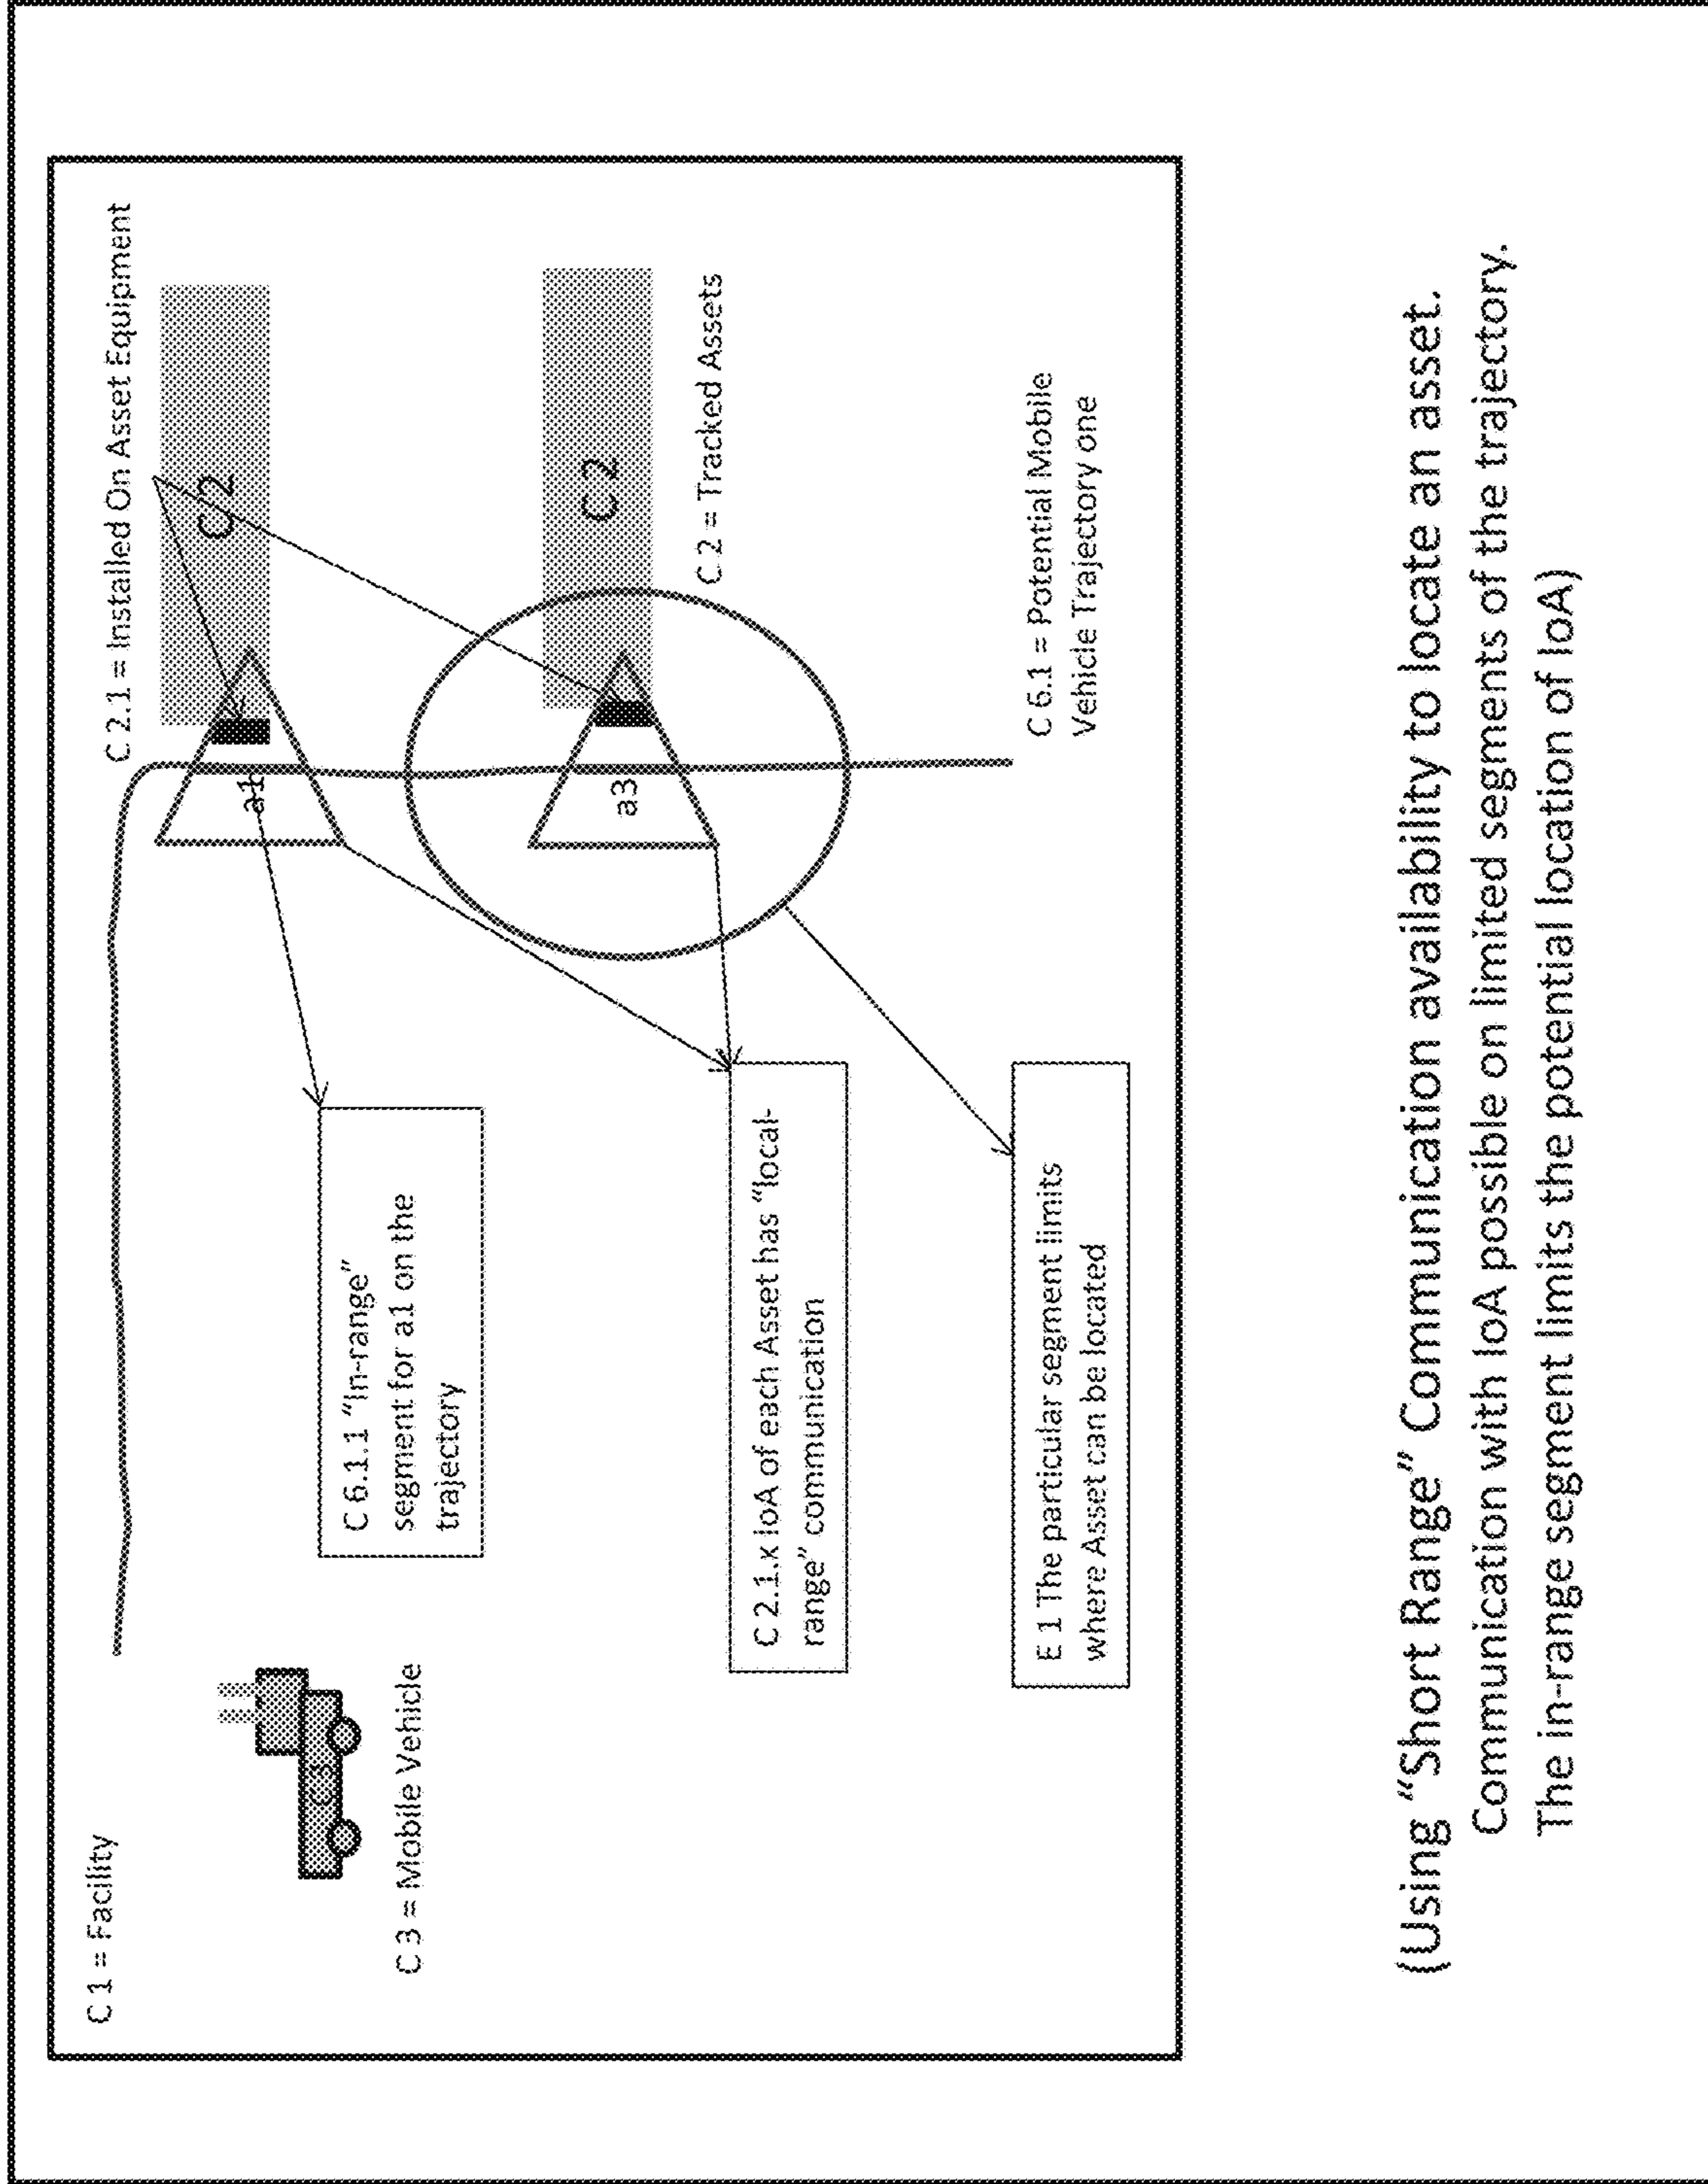 C 1 = Facility
C 2.1 = Installed On Asset Equipment
C 2
a1
C 3
C 3 = Mobile Vehicle
C 6.1.1 “In-range”
segment for a1 on the
trajectory
C 2
a3
C 2 = Tracked Assets
C 2.1.x IoA of each Asset has “local-
range” communication
C 6.1 = Potential Mobile
Vehicle Trajectory one
E 1 The particular segment limits
where Asset can be located
(Using “Short Range” Communication availability to locate an asset.
Communication with IoA possible on limited segments of the trajectory.
The in-range segment limits the potential location of IoA)